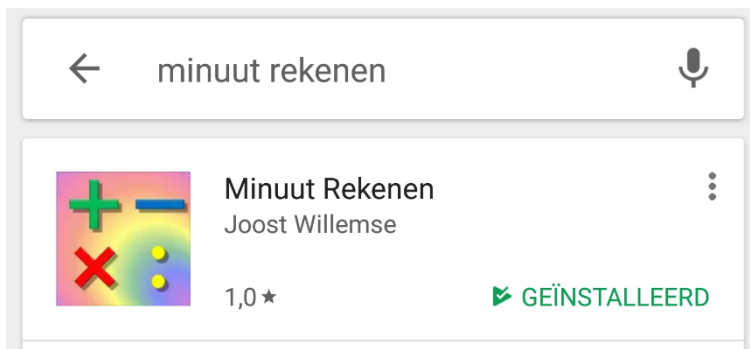 minuut rekenen
Minuut Rekenen
Joost Willemse
1,0★
GEÏNSTALLEERD